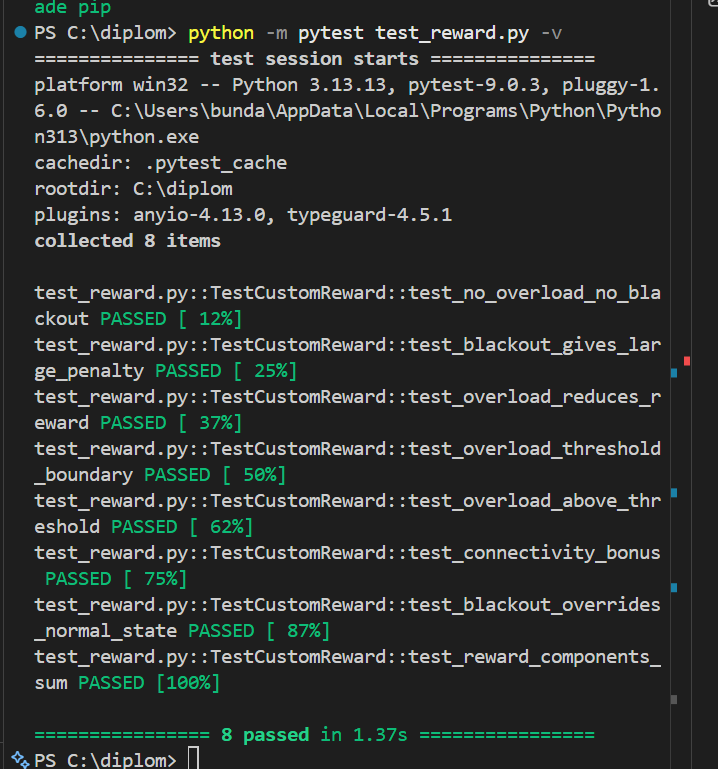 ade pip
PS C:\diplom> python -m pytest test_reward.py -v
=============== test session starts ===============
platform win32 -- Python 3.13.13, pytest-9.0.3, pluggy-1.
6.0 -- C:\Users\bunda\AppData\Local\Programs\Python\Pytho
n313\python.exe
cachedir: .pytest_cache
rootdir: C:\diplom
plugins: anyio-4.13.0, typeguard-4.5.1
collected 8 items
test_reward.py::TestCustomReward::test_no_overload_no_bla
ckout PASSED [ 12%]
test_reward.py::TestCustomReward::test_blackout_gives_lar
ge_penalty PASSED [ 25%]
test_reward.py::TestCustomReward::test_overload_reduces_r
eward PASSED [ 37%]
test_reward.py::TestCustomReward::test_overload_threshold
_boundary PASSED [ 50%]
test_reward.py::TestCustomReward::test_overload_above_thr
eshold PASSED [ 62%]
test_reward.py::TestCustomReward::test_connectivity_bonus
 PASSED [ 75%]
test_reward.py::TestCustomReward::test_blackout_overrides
_normal_state PASSED [ 87%]
test_reward.py::TestCustomReward::test_reward_components_
sum PASSED [100%]
================ 8 passed in 1.37s ================
PS C:\diplom>